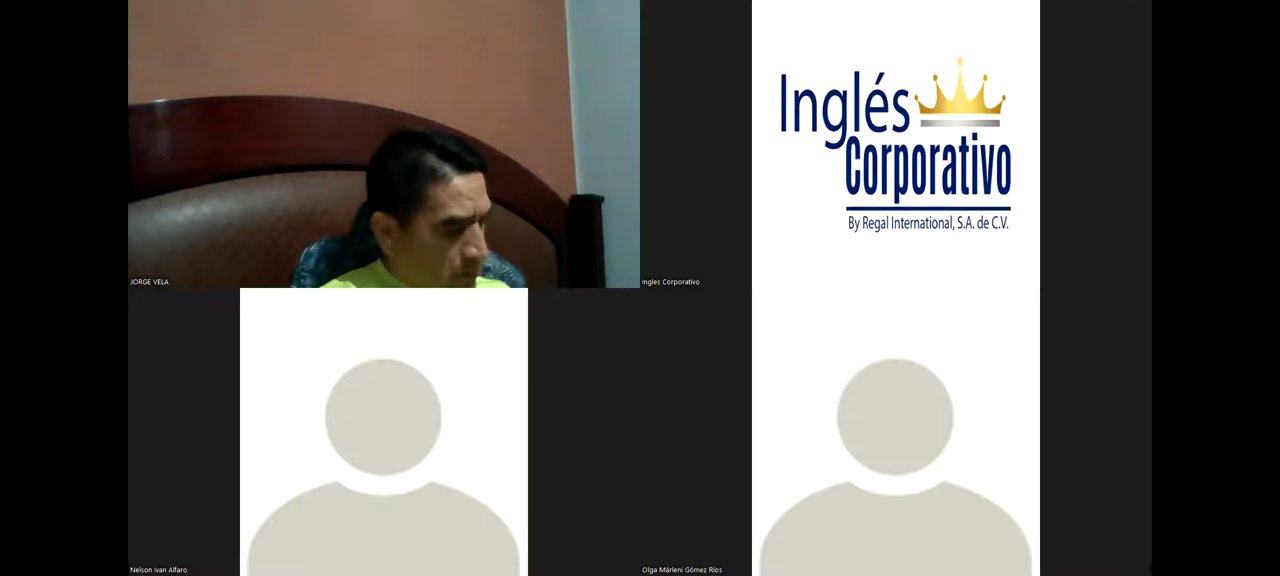 Inglés
Corporativo
By Regal International, S.A. de C.V.
JORGE VELA
Ingles Corporativo
Nelson Ivan Alfaro
Olga Márleni Gómez Ríos